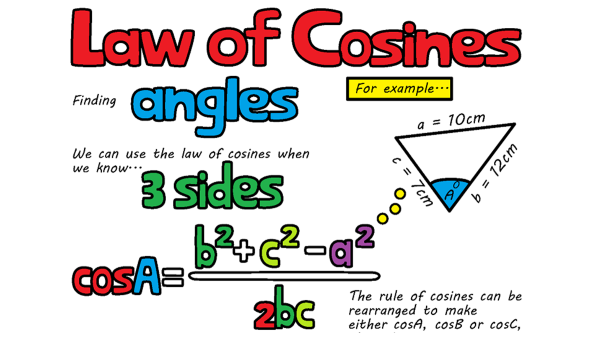 Law of Cosines
Finding angles
For example...
We can use the law of cosines when
we know...
3 sides
a = 10cm
c = 7cm
b = 12cm
A°
cosA = b² + c² − a²
2bc
The rule of cosines can be
rearranged to make
either cosA, cosB or cosC,